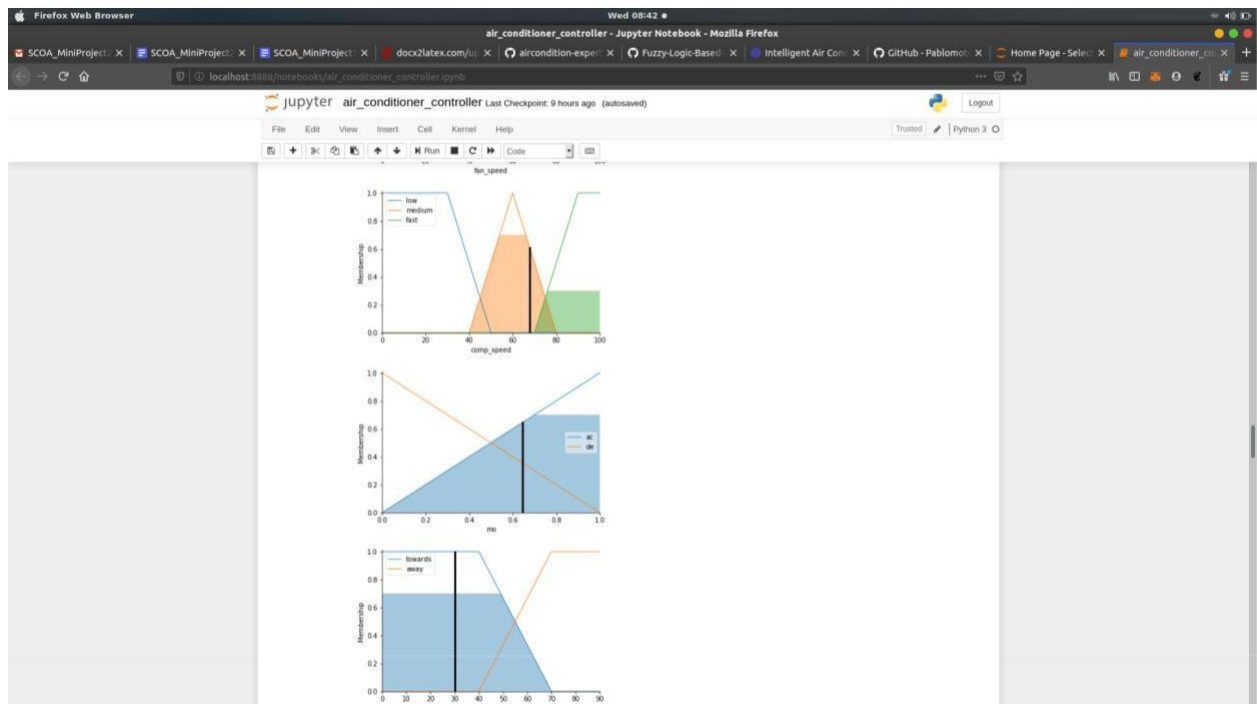 Firefox Web Browser Wed 08:42
air_conditioner_controller - Jupyter Notebook - Mozilla Firefox
SCOA_MiniProject SCOA_MiniProject SCOA_MiniProject docx2latex.com/u aircondition-exper Fuzzy-Logic-Based- Intelligent Air Con GitHub - Pablomot Home Page - Select air_conditioner_co
localhost:8888/notebooks/air_conditioner_controller.ipynb
jupyter air_conditioner_controller Last Checkpoint: 9 hours ago (autosaved) Logout
File Edit View Insert Cell Kernel Help Trusted Python 3
Run Code
fan_speed
1.0
low
medium
fast
0.8
0.6
0.4
0.2
0.0
Membership
0 20 40 60 80 100
comp_speed
1.0
0.8
0.6
0.4
0.2
0.0
Membership
ac
de
0.0 0.2 0.4 0.6 0.8 1.0
mo
1.0
towards
away
0.8
0.6
0.4
0.2
0.0
Membership
0 10 20 30 40 50 60 70 80 90